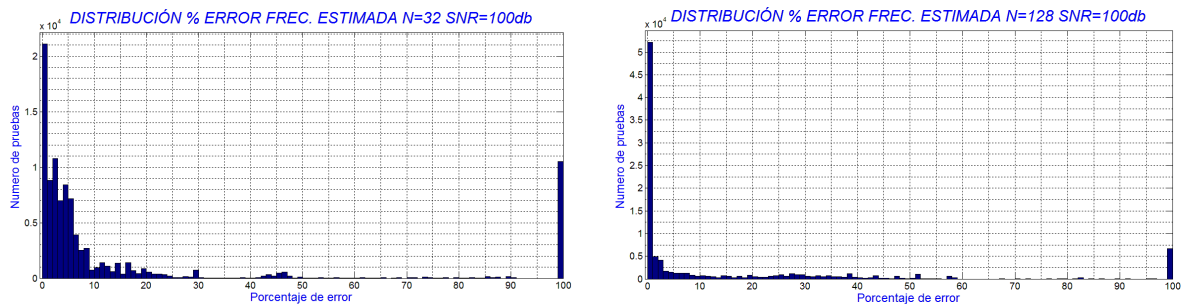 DISTRIBUCIÓN % ERROR FREC. ESTIMADA N=32 SNR=100db
x 10^4
2
1.5
1
0.5
0
0 10 20 30 40 50 60 70 80 90 100
Numero de pruebas
Porcentaje de error
DISTRIBUCIÓN % ERROR FREC. ESTIMADA N=128 SNR=100db
x 10^4
5
4.5
4
3.5
3
2.5
2
1.5
1
0.5
0
0 10 20 30 40 50 60 70 80 90 100
Numero de pruebas
Porcentaje de error